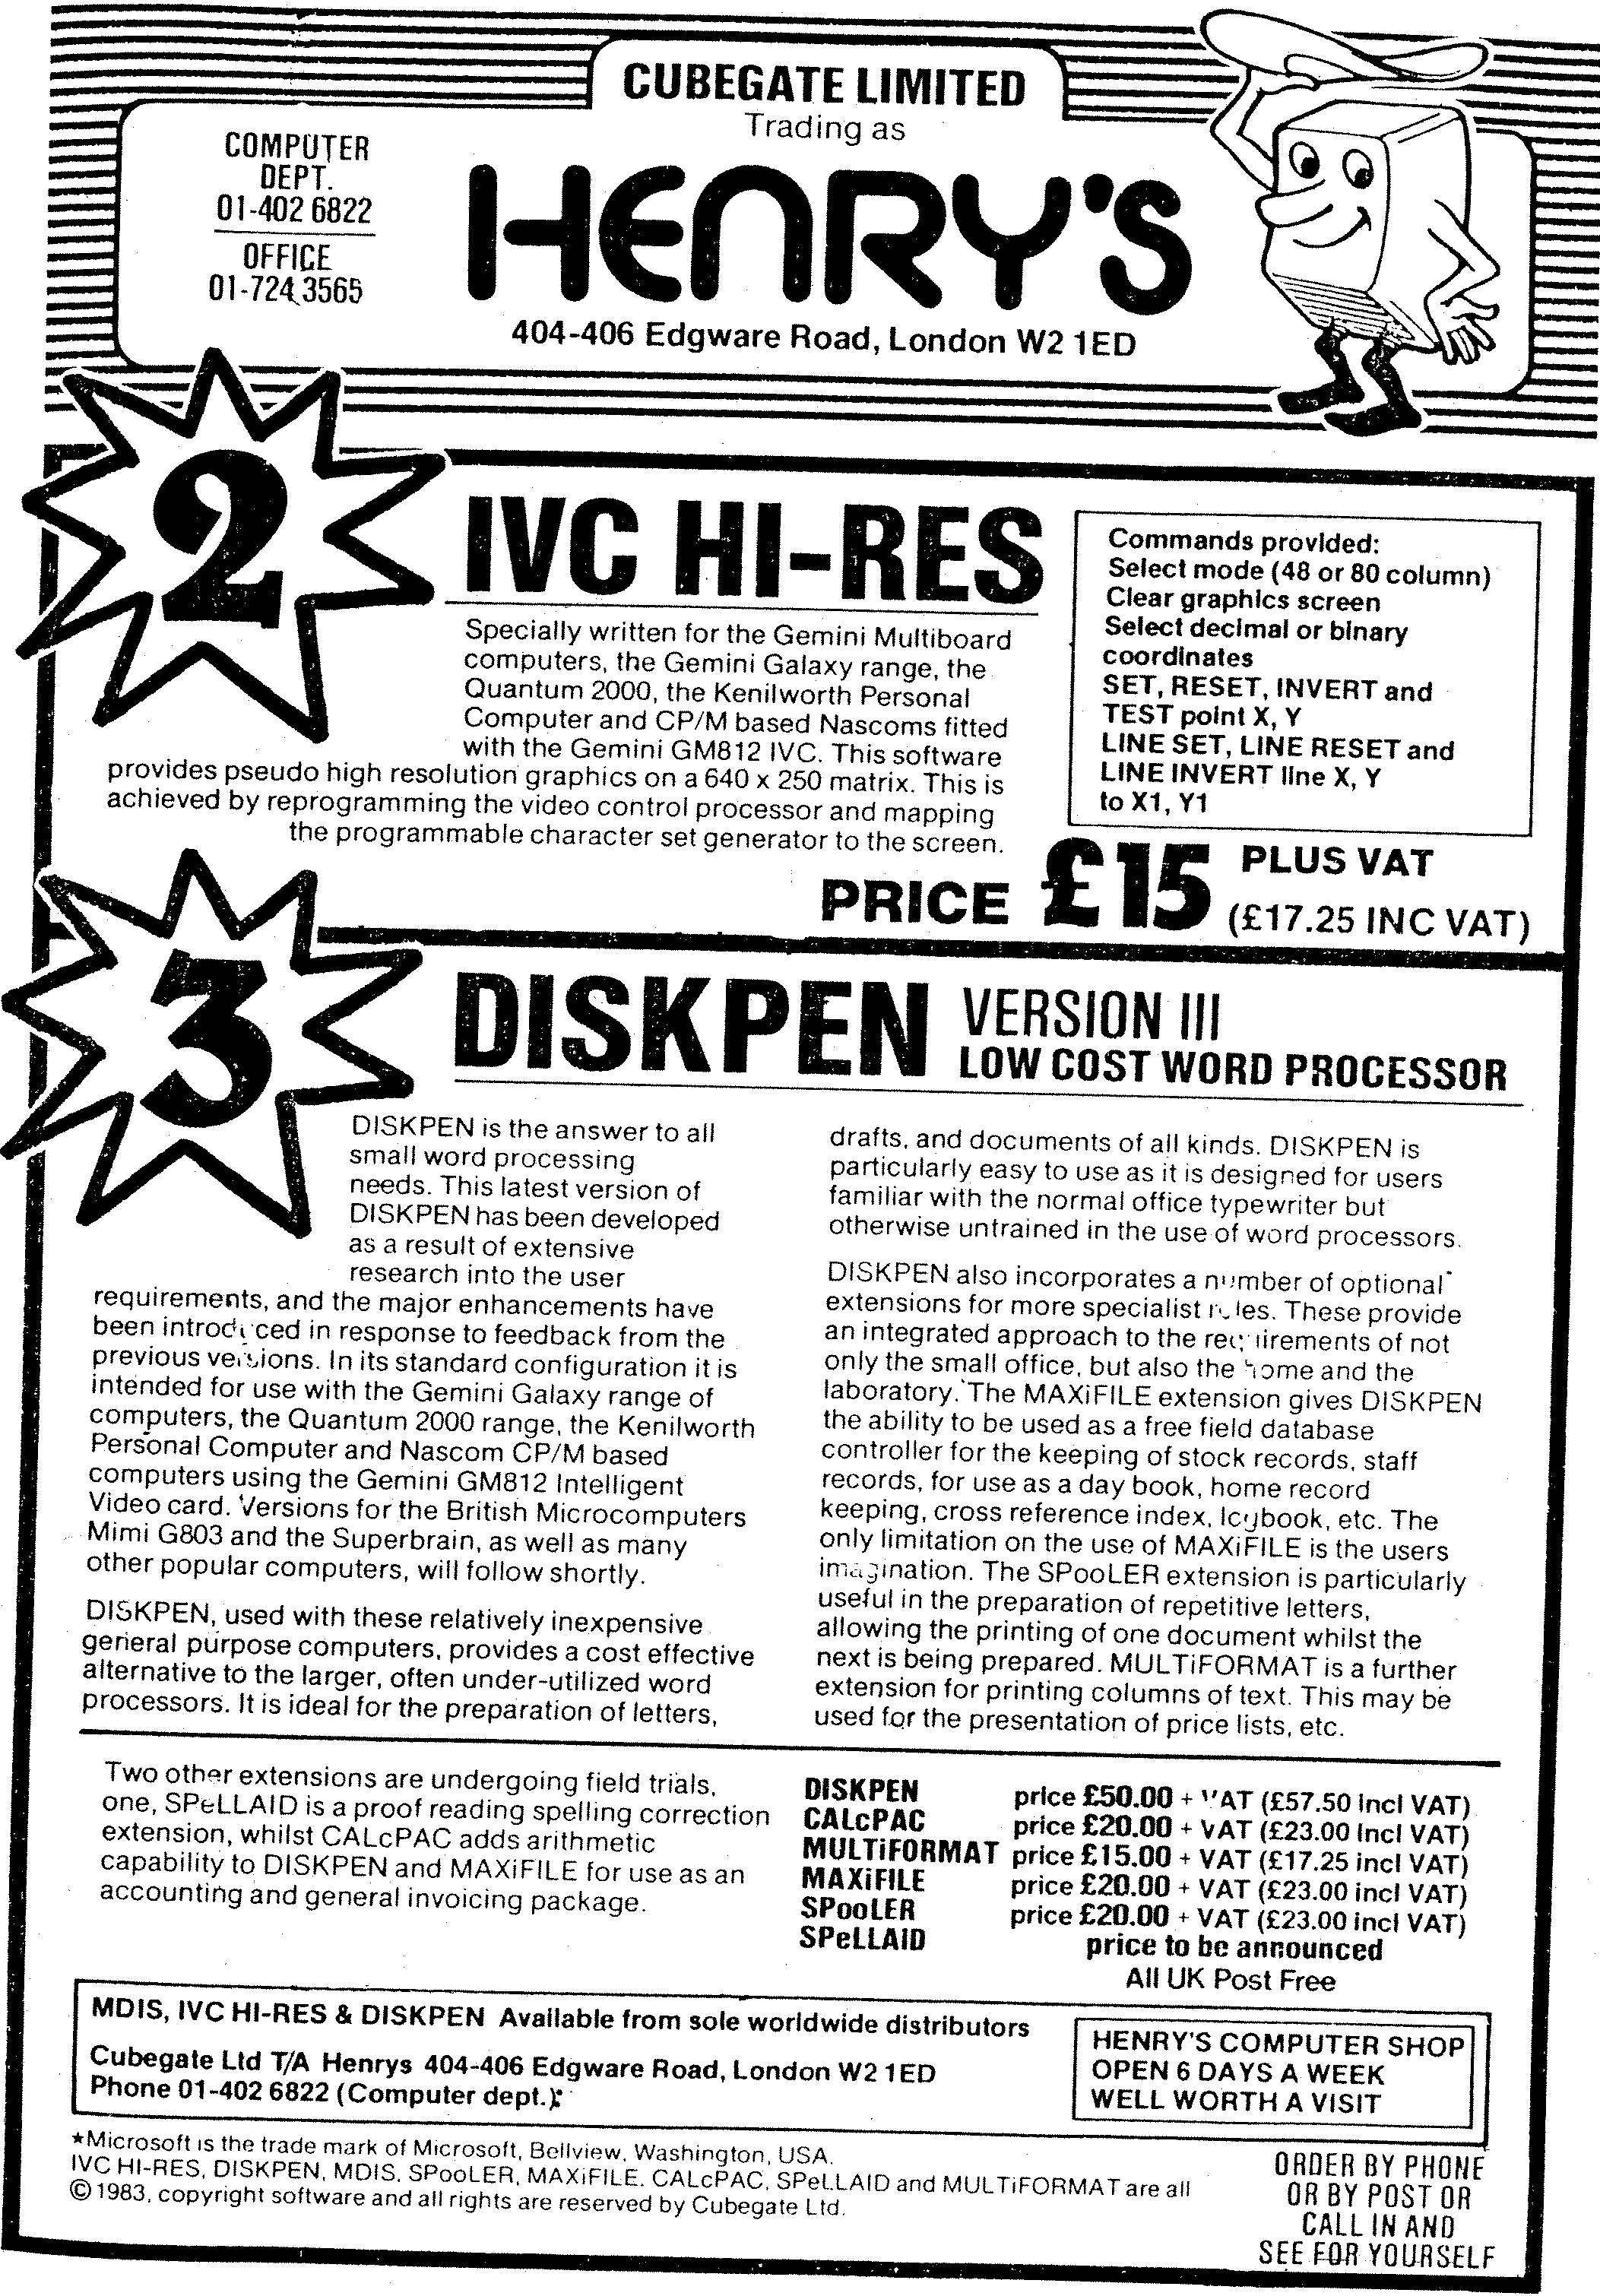 CUBEGATE LIMITED
Trading as
HENRY'S
404-406 Edgware Road, London W2 1ED
COMPUTER
DEPT.
01-402 6822
OFFICE
01-724 3565
2
IVC HI-RES
Specially written for the Gemini Multiboard
computers, the Gemini Galaxy range, the
Quantum 2000, the Kenilworth Personal
Computer and CP/M based Nascoms fitted
with the Gemini GM812 IVC. This software
provides pseudo high resolution graphics on a 640 x 250 matrix. This is
achieved by reprogramming the video control processor and mapping
the programmable character set generator to the screen.
Commands provided:
Select mode (48 or 80 column)
Clear graphics screen
Select decimal or binary
coordinates
SET, RESET, INVERT and
TEST point X, Y
LINE SET, LINE RESET and
LINE INVERT line X, Y
to X1, Y1
PRICE £15 PLUS VAT
(£17.25 INC VAT)
3
DISKPEN VERSION III
LOW COST WORD PROCESSOR
DISKPEN is the answer to all
small word processing
needs. This latest version of
DISKPEN has been developed
as a result of extensive
research into the user
requirements, and the major enhancements have
been introduced in response to feedback from the
previous versions. In its standard configuration it is
intended for use with the Gemini Galaxy range of
computers, the Quantum 2000 range, the Kenilworth
Personal Computer and Nascom CP/M based
computers using the Gemini GM812 Intelligent
Video card. Versions for the British Microcomputers
Mimi G803 and the Superbrain, as well as many
other popular computers, will follow shortly.
DISKPEN, used with these relatively inexpensive
general purpose computers, provides a cost effective
alternative to the larger, often under-utilized word
processors. It is ideal for the preparation of letters,
drafts, and documents of all kinds. DISKPEN is
particularly easy to use as it is designed for users
familiar with the normal office typewriter but
otherwise untrained in the use of word processors.
DISKPEN also incorporates a number of optional
extensions for more specialist roles. These provide
an integrated approach to the requirements of not
only the small office, but also the home and the
laboratory. The MAXiFILE extension gives DISKPEN
the ability to be used as a free field database
controller for the keeping of stock records, staff
records, for use as a day book, home record
keeping, cross reference index, logbook, etc. The
only limitation on the use of MAXiFILE is the users
imagination. The SPooLER extension is particularly
useful in the preparation of repetitive letters,
allowing the printing of one document whilst the
next is being prepared. MULTiFORMAT is a further
extension for printing columns of text. This may be
used for the presentation of price lists, etc.
Two other extensions are undergoing field trials,
one, SPeLLAID is a proof reading spelling correction
extension, whilst CALcPAC adds arithmetic
capability to DISKPEN and MAXiFILE for use as an
accounting and general invoicing package.
DISKPEN price £50.00 + VAT (£57.50 incl VAT)
CALcPAC price £20.00 + VAT (£23.00 incl VAT)
MULTiFORMAT price £15.00 + VAT (£17.25 incl VAT)
MAXiFILE price £20.00 + VAT (£23.00 incl VAT)
SPooLER price £20.00 + VAT (£23.00 incl VAT)
SPeLLAID price to be announced
All UK Post Free
MDIS, IVC HI-RES & DISKPEN Available from sole worldwide distributors
Cubegate Ltd T/A Henrys 404-406 Edgware Road, London W2 1ED
Phone 01-402 6822 (Computer dept.):
HENRY'S COMPUTER SHOP
OPEN 6 DAYS A WEEK
WELL WORTH A VISIT
★Microsoft is the trade mark of Microsoft, Bellview, Washington, USA.
IVC HI-RES, DISKPEN, MDIS, SPooLER, MAXiFILE, CALcPAC, SPeLLAID and MULTiFORMAT are all
© 1983, copyright software and all rights are reserved by Cubegate Ltd.
ORDER BY PHONE
OR BY POST OR
CALL IN AND
SEE FOR YOURSELF